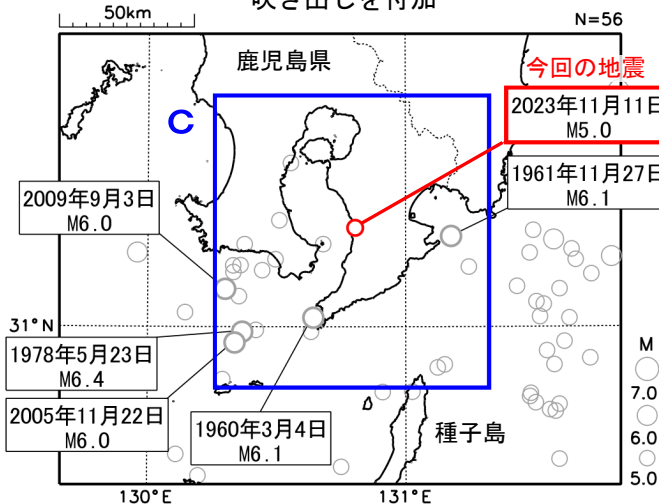 吹き出しを付加
50km
N=56
鹿児島県
今回の地震
C
2023年11月11日
M5.0
1961年11月27日
M6.1
2009年9月3日
M6.0
31°N
1978年5月23日
M6.4
2005年11月22日
M6.0
1960年3月4日
M6.1
種子島
M
7.0
6.0
5.0
130°E
131°E